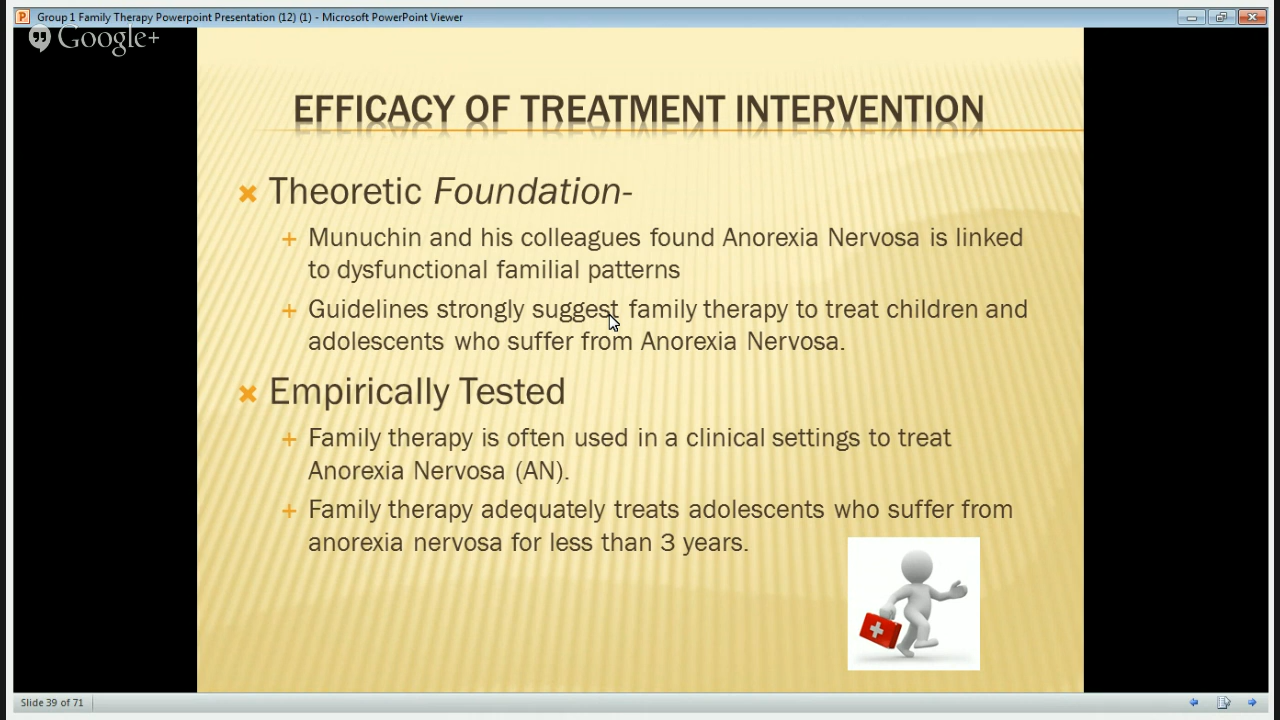 Group 1 Family Therapy Powerpoint Presentation (12) (1) - Microsoft PowerPoint Viewer
Google+
EFFICACY OF TREATMENT INTERVENTION
Theoretic Foundation-
Munuchin and his colleagues found Anorexia Nervosa is linked
to dysfunctional familial patterns
Guidelines strongly suggest family therapy to treat children and
adolescents who suffer from Anorexia Nervosa.
Empirically Tested
Family therapy is often used in a clinical settings to treat
Anorexia Nervosa (AN).
Family therapy adequately treats adolescents who suffer from
anorexia nervosa for less than 3 years.
Slide 39 of 71